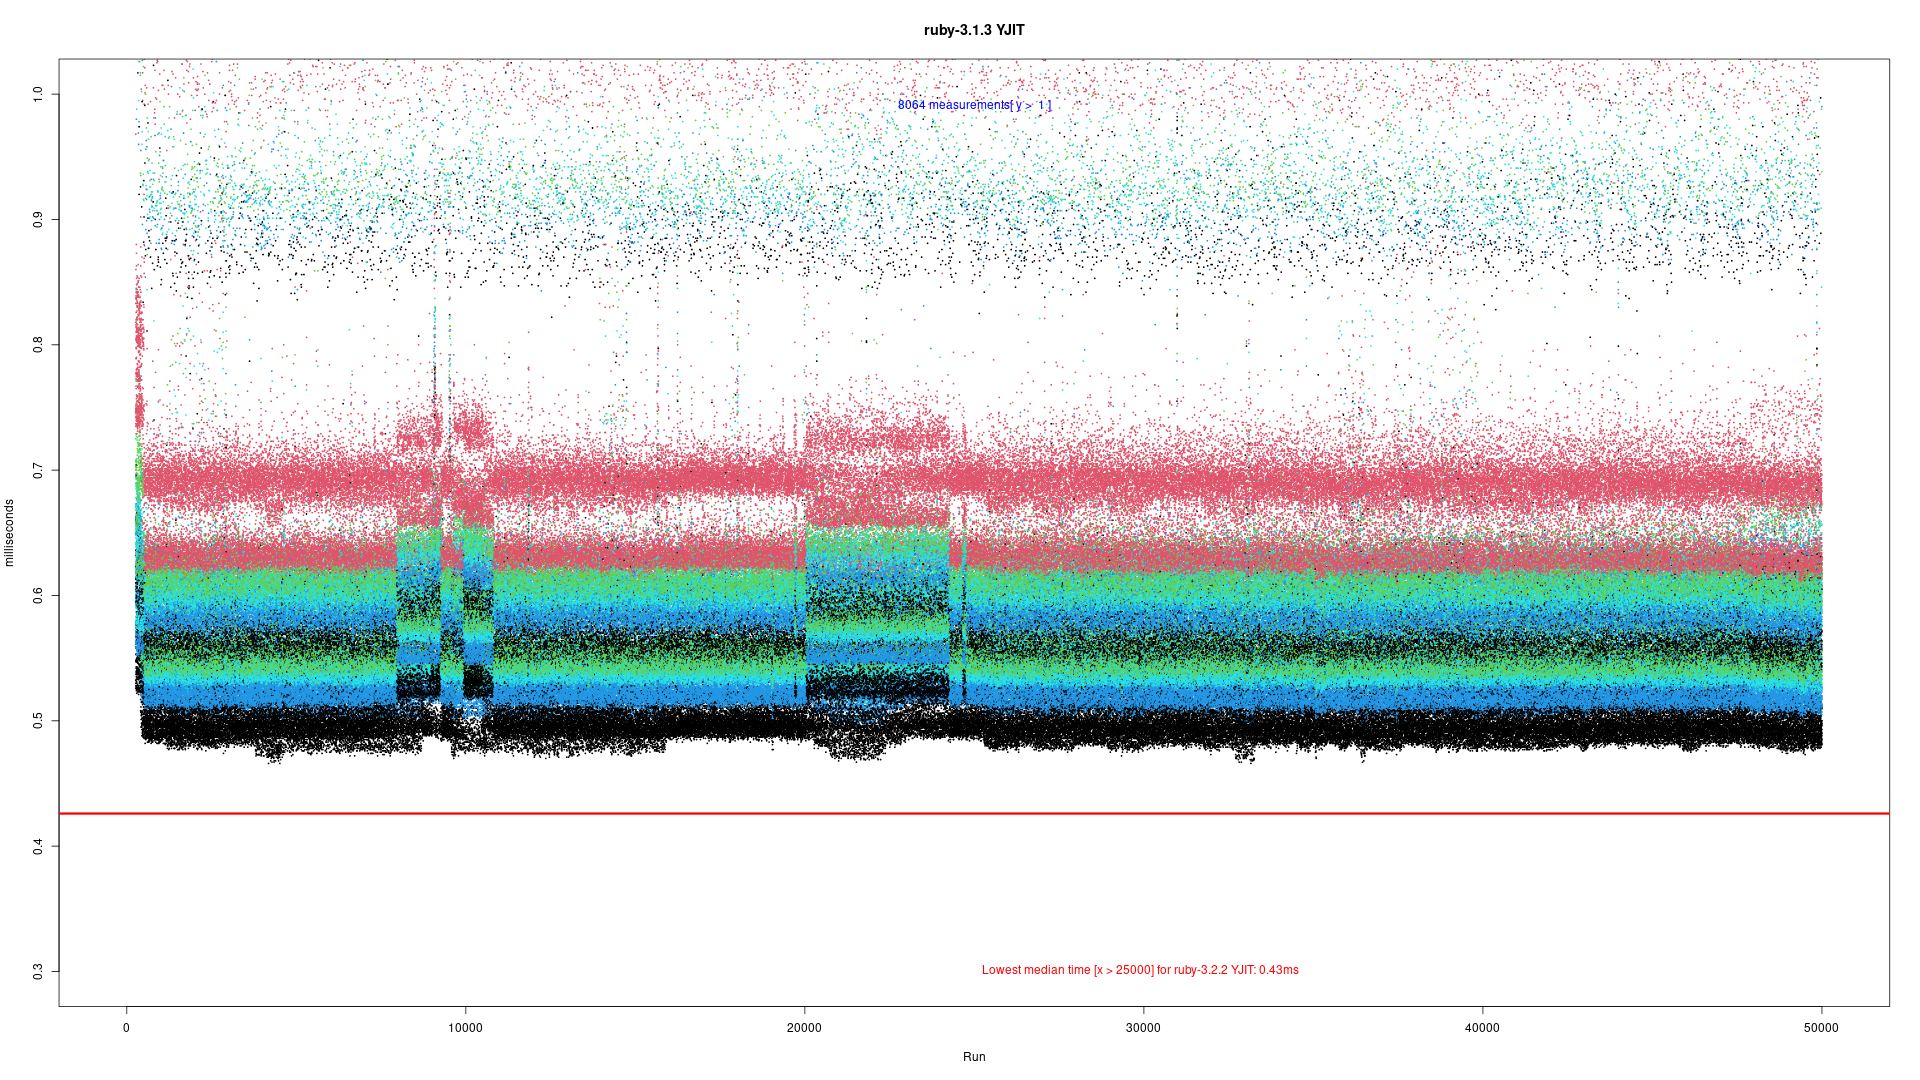 ruby-3.1.3 YJIT
8064 measurements[ y > 1 ]
1.0
0.9
0.8
0.7
0.6
0.5
0.4
0.3
milliseconds
Lowest median time [x > 25000] for ruby-3.2.2 YJIT: 0.43ms
0 10000 20000 30000 40000 50000
Run